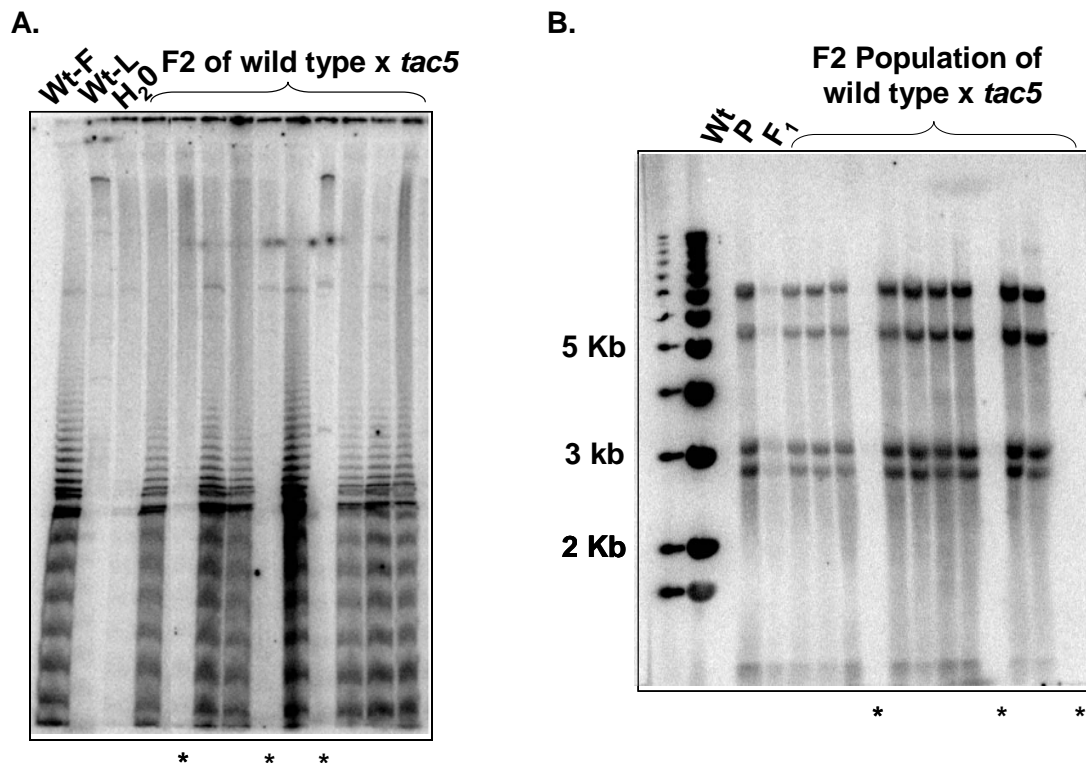 A.
Wt-F
Wt-L
H20
F2 of wild type x tac5
*
*
*
B.
F2 Population of
wild type x tac5
Wt
P
F1
5 Kb
3 kb
2 Kb
*
*
*